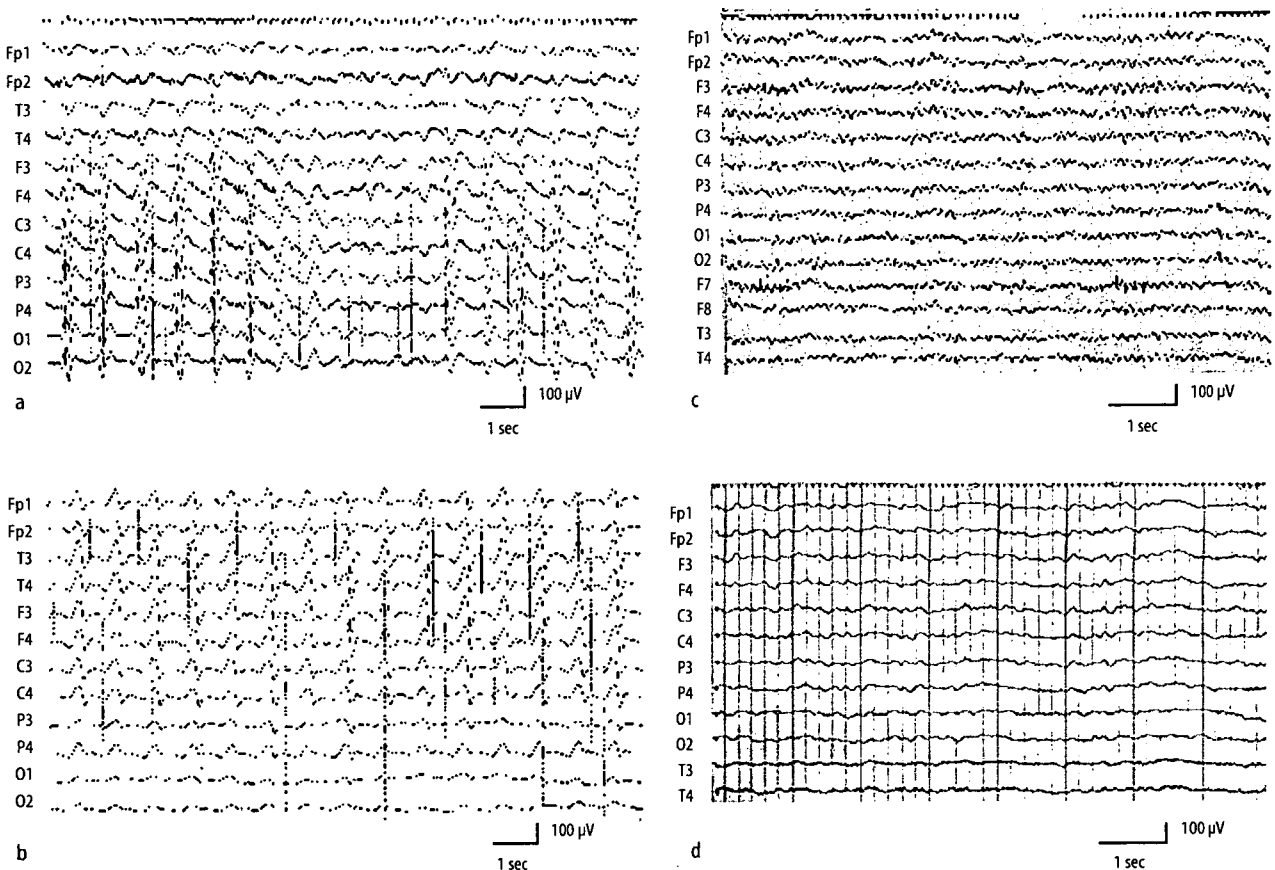 Fp1
Fp2
T3
T4
F3
F4
C3
C4
P3
P4
O1
O2
a
100 µV
1 sec
Fp1
Fp2
F3
F4
C3
C4
P3
P4
O1
O2
F7
F8
T3
T4
c
100 µV
1 sec
Fp1
Fp2
T3
T4
F3
F4
C3
C4
P3
P4
O1
O2
b
100 µV
1 sec
Fp1
Fp2
F3
F4
C3
C4
P3
P4
O1
O2
T3
T4
d
100 µV
1 sec